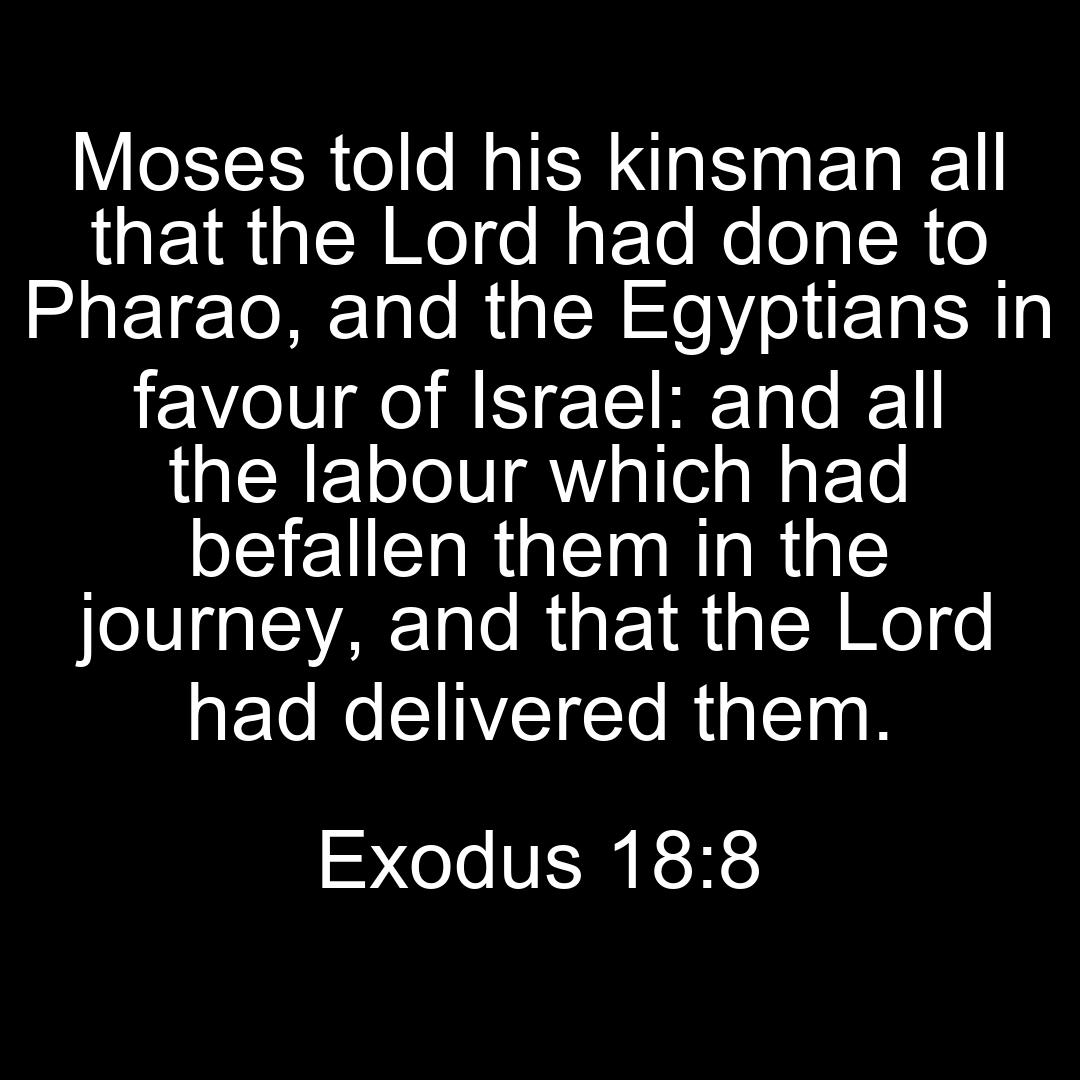 Moses told his kinsman all
that the Lord had done to
Pharao, and the Egyptians in
favour of Israel: and all
the labour which had
befallen them in the
journey, and that the Lord
had delivered them.
Exodus 18:8